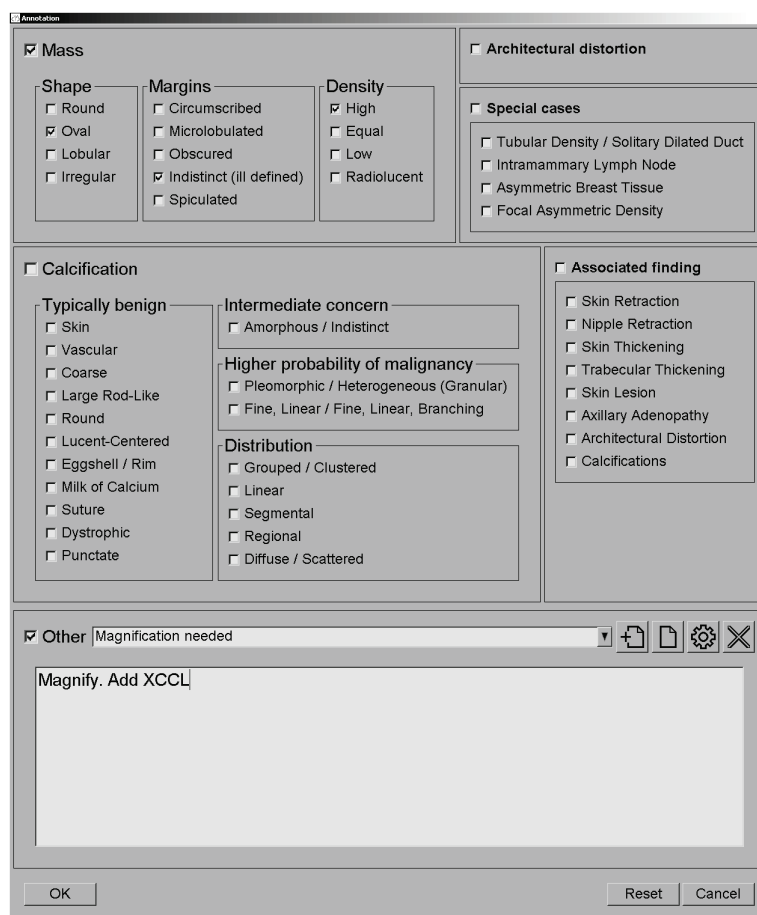 Annotation
Mass
Shape
Round
Oval
Lobular
Irregular
Margins
Circumscribed
Microlobulated
Obscured
Indistinct (ill defined)
Spiculated
Density
High
Equal
Low
Radiolucent
Architectural distortion
Special cases
Tubular Density / Solitary Dilated Duct
Intramammary Lymph Node
Asymmetric Breast Tissue
Focal Asymmetric Density
Calcification
Typically benign
Skin
Vascular
Coarse
Large Rod-Like
Round
Lucent-Centered
Eggshell / Rim
Milk of Calcium
Suture
Dystrophic
Punctate
Intermediate concern
Amorphous / Indistinct
Higher probability of malignancy
Pleomorphic / Heterogeneous (Granular)
Fine, Linear / Fine, Linear, Branching
Distribution
Grouped / Clustered
Linear
Segmental
Regional
Diffuse / Scattered
Associated finding
Skin Retraction
Nipple Retraction
Skin Thickening
Trabecular Thickening
Skin Lesion
Axillary Adenopathy
Architectural Distortion
Calcifications
Other Magnification needed
Magnify. Add XCCL
OK
Reset
Cancel